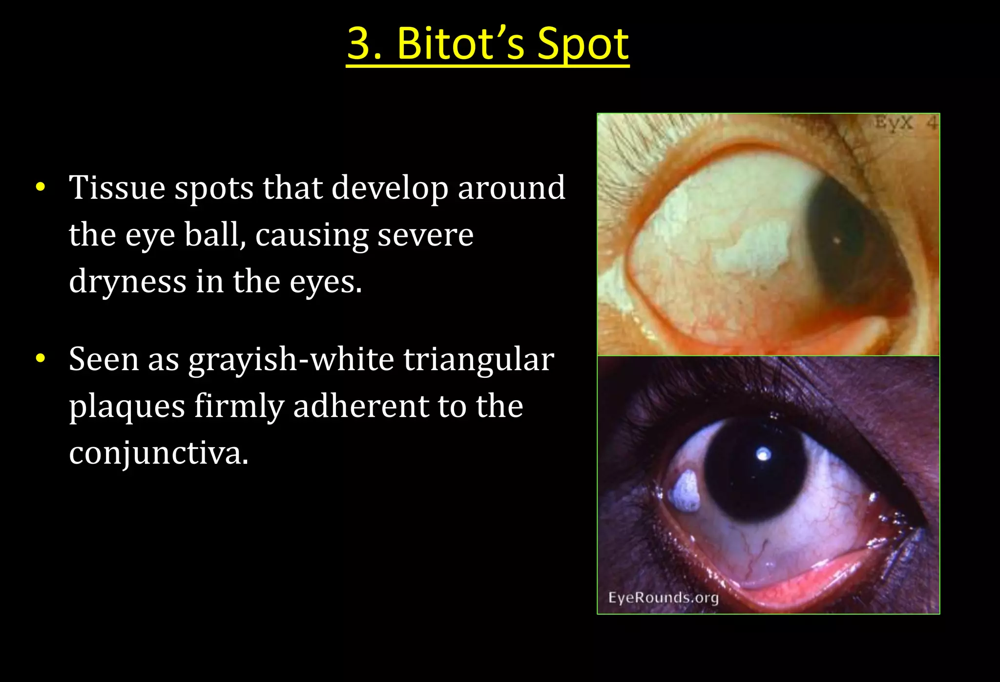 3. Bitot’s Spot
EyX 4
• Tissue spots that develop around
the eye ball, causing severe
dryness in the eyes.
• Seen as grayish-white triangular
plaques firmly adherent to the
conjunctiva.
EyeRounds.org